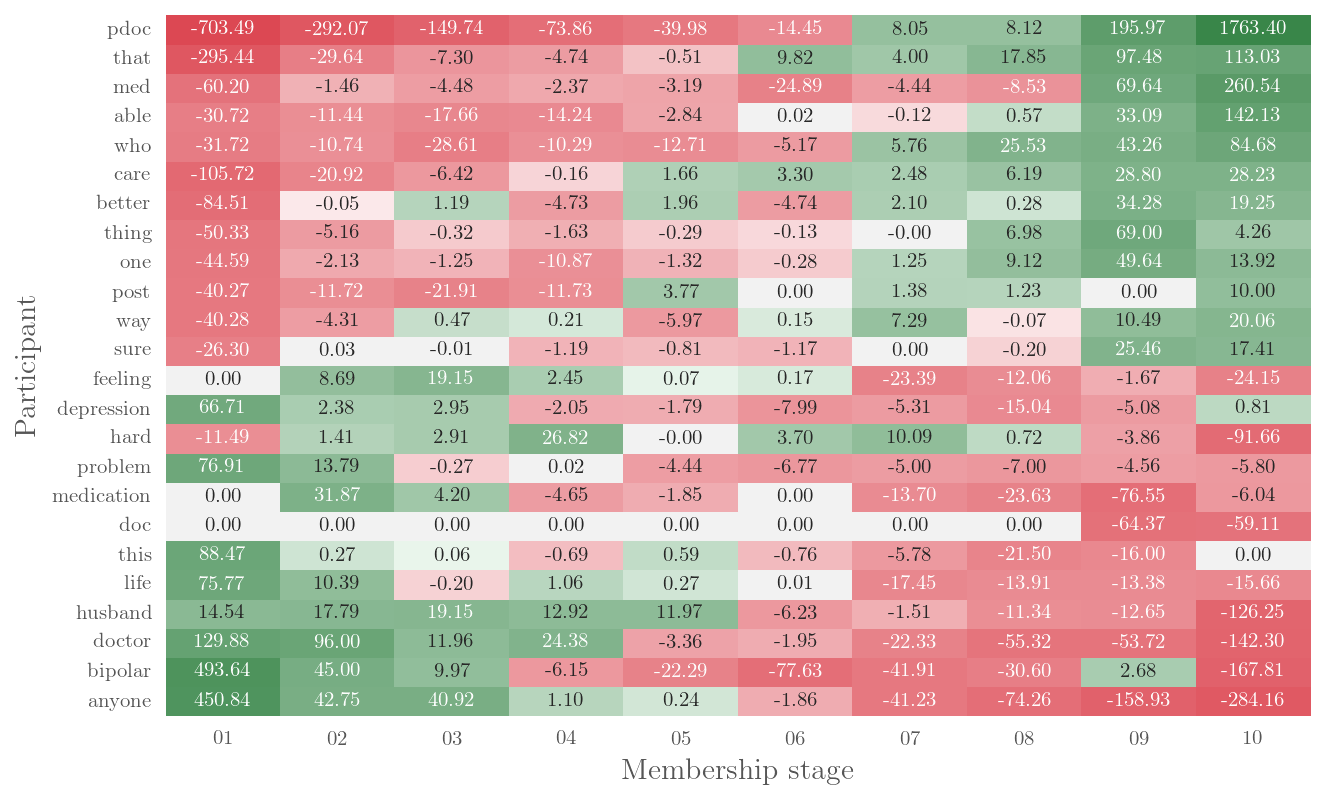 pdoc -703.49 -292.07 -149.74 -73.86 -39.98 -14.45 8.05 8.12 195.97 1763.40
that -295.44 -29.64 -7.30 -4.74 -0.51 9.82 4.00 17.85 97.48 113.03
med -60.20 -1.46 -4.48 -2.37 -3.19 -24.89 -4.44 -8.53 69.64 260.54
able -30.72 -11.44 -17.66 -14.24 -2.84 0.02 -0.12 0.57 33.09 142.13
who -31.72 -10.74 -28.61 -10.29 -12.71 -5.17 5.76 25.53 43.26 84.68
care -105.72 -20.92 -6.42 -0.16 1.66 3.30 2.48 6.19 28.80 28.23
better -84.51 -0.05 1.19 -4.73 1.96 -4.74 2.10 0.28 34.28 19.25
thing -50.33 -5.16 -0.32 -1.63 -0.29 -0.13 -0.00 6.98 69.00 4.26
one -44.59 -2.13 -1.25 -10.87 -1.32 -0.28 1.25 9.12 49.64 13.92
post -40.27 -11.72 -21.91 -11.73 3.77 0.00 1.38 1.23 0.00 10.00
way -40.28 -4.31 0.47 0.21 -5.97 0.15 7.29 -0.07 10.49 20.06
sure -26.30 0.03 -0.01 -1.19 -0.81 -1.17 0.00 -0.20 25.46 17.41
feeling 0.00 8.69 19.15 2.45 0.07 0.17 -23.39 -12.06 -1.67 -24.15
depression 66.71 2.38 2.95 -2.05 -1.79 -7.99 -5.31 -15.04 -5.08 0.81
hard -11.49 1.41 2.91 26.82 -0.00 3.70 10.09 0.72 -3.86 -91.66
problem 76.91 13.79 -0.27 0.02 -4.44 -6.77 -5.00 -7.00 -4.56 -5.80
medication 0.00 31.87 4.20 -4.65 -1.85 0.00 -13.70 -23.63 -76.55 -6.04
doc 0.00 0.00 0.00 0.00 0.00 0.00 0.00 0.00 -64.37 -59.11
this 88.47 0.27 0.06 -0.69 0.59 -0.76 -5.78 -21.50 -16.00 0.00
life 75.77 10.39 -0.20 1.06 0.27 0.01 -17.45 -13.91 -13.38 -15.66
husband 14.54 17.79 19.15 12.92 11.97 -6.23 -1.51 -11.34 -12.65 -126.25
doctor 129.88 96.00 11.96 24.38 -3.36 -1.95 -22.33 -55.32 -53.72 -142.30
bipolar 493.64 45.00 9.97 -6.15 -22.29 -77.63 -41.91 -30.60 2.68 -167.81
anyone 450.84 42.75 40.92 1.10 0.24 -1.86 -41.23 -74.26 -158.93 -284.16
01 02 03 04 05 06 07 08 09 10
Membership stage
Participant